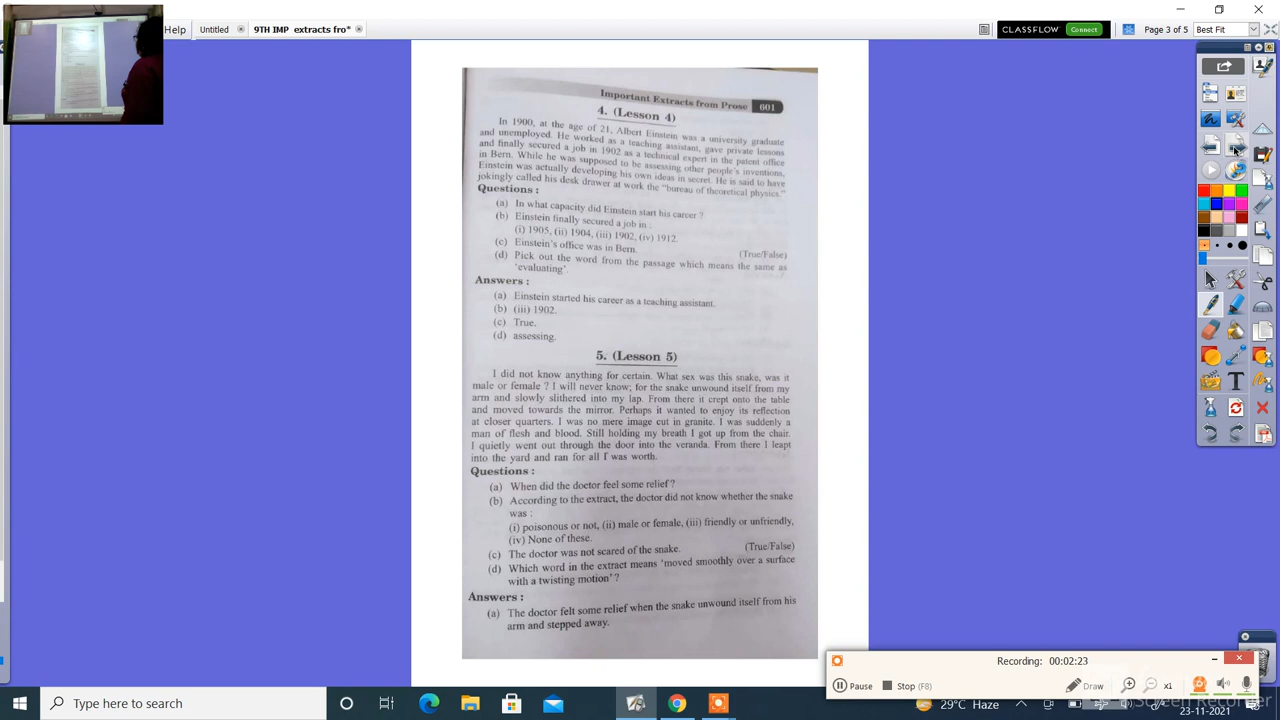 Help
Untitled
9TH IMP extracts fro*
CLASSFLOW
Connect
Page 3 of 5
Best Fit
Important Extracts from Prose 601
4. (Lesson 4)
In 1900, at the age of 21, Albert Einstein was a university graduate
and unemployed. He worked as a teaching assistant, gave private lessons
and finally secured a job in 1902 as a technical expert in the patent office
in Bern. While he was supposed to be assessing other people's inventions,
Einstein was actually developing his own ideas in secret. He is said to have
jokingly called his desk drawer at work the "bureau of theoretical physics."
Questions :
(a) In what capacity did Einstein start his career ?
(b) Einstein finally secured a job in :
(i) 1905, (ii) 1904, (iii) 1902, (iv) 1912.
(c) Einstein's office was in Bern. (True/False)
(d) Pick out the word from the passage which means the same as
'evaluating'.
Answers :
(a) Einstein started his career as a teaching assistant.
(b) (iii) 1902.
(c) True.
(d) assessing.
5. (Lesson 5)
I did not know anything for certain. What sex was this snake, was it
male or female ? I will never know; for the snake unwound itself from my
arm and slowly slithered into my lap. From there it crept onto the table
and moved towards the mirror. Perhaps it wanted to enjoy its reflection
at closer quarters. I was no mere image cut in granite. I was suddenly a
man of flesh and blood. Still holding my breath I got up from the chair.
I quietly went out through the door into the veranda. From there I leapt
into the yard and ran for all I was worth.
Questions :
(a) When did the doctor feel some relief ?
(b) According to the extract, the doctor did not know whether the snake
was :
(i) poisonous or not, (ii) male or female, (iii) friendly or unfriendly,
(iv) None of these.
(c) The doctor was not scared of the snake. (True/False)
(d) Which word in the extract means 'moved smoothly over a surface
with a twisting motion' ?
Answers :
(a) The doctor felt some relief when the snake unwound itself from his
arm and stepped away.
Recording: 00:02:23
Pause
Stop (F8)
x1
Draw
Type here to search
29°C Haze
23-11-2021